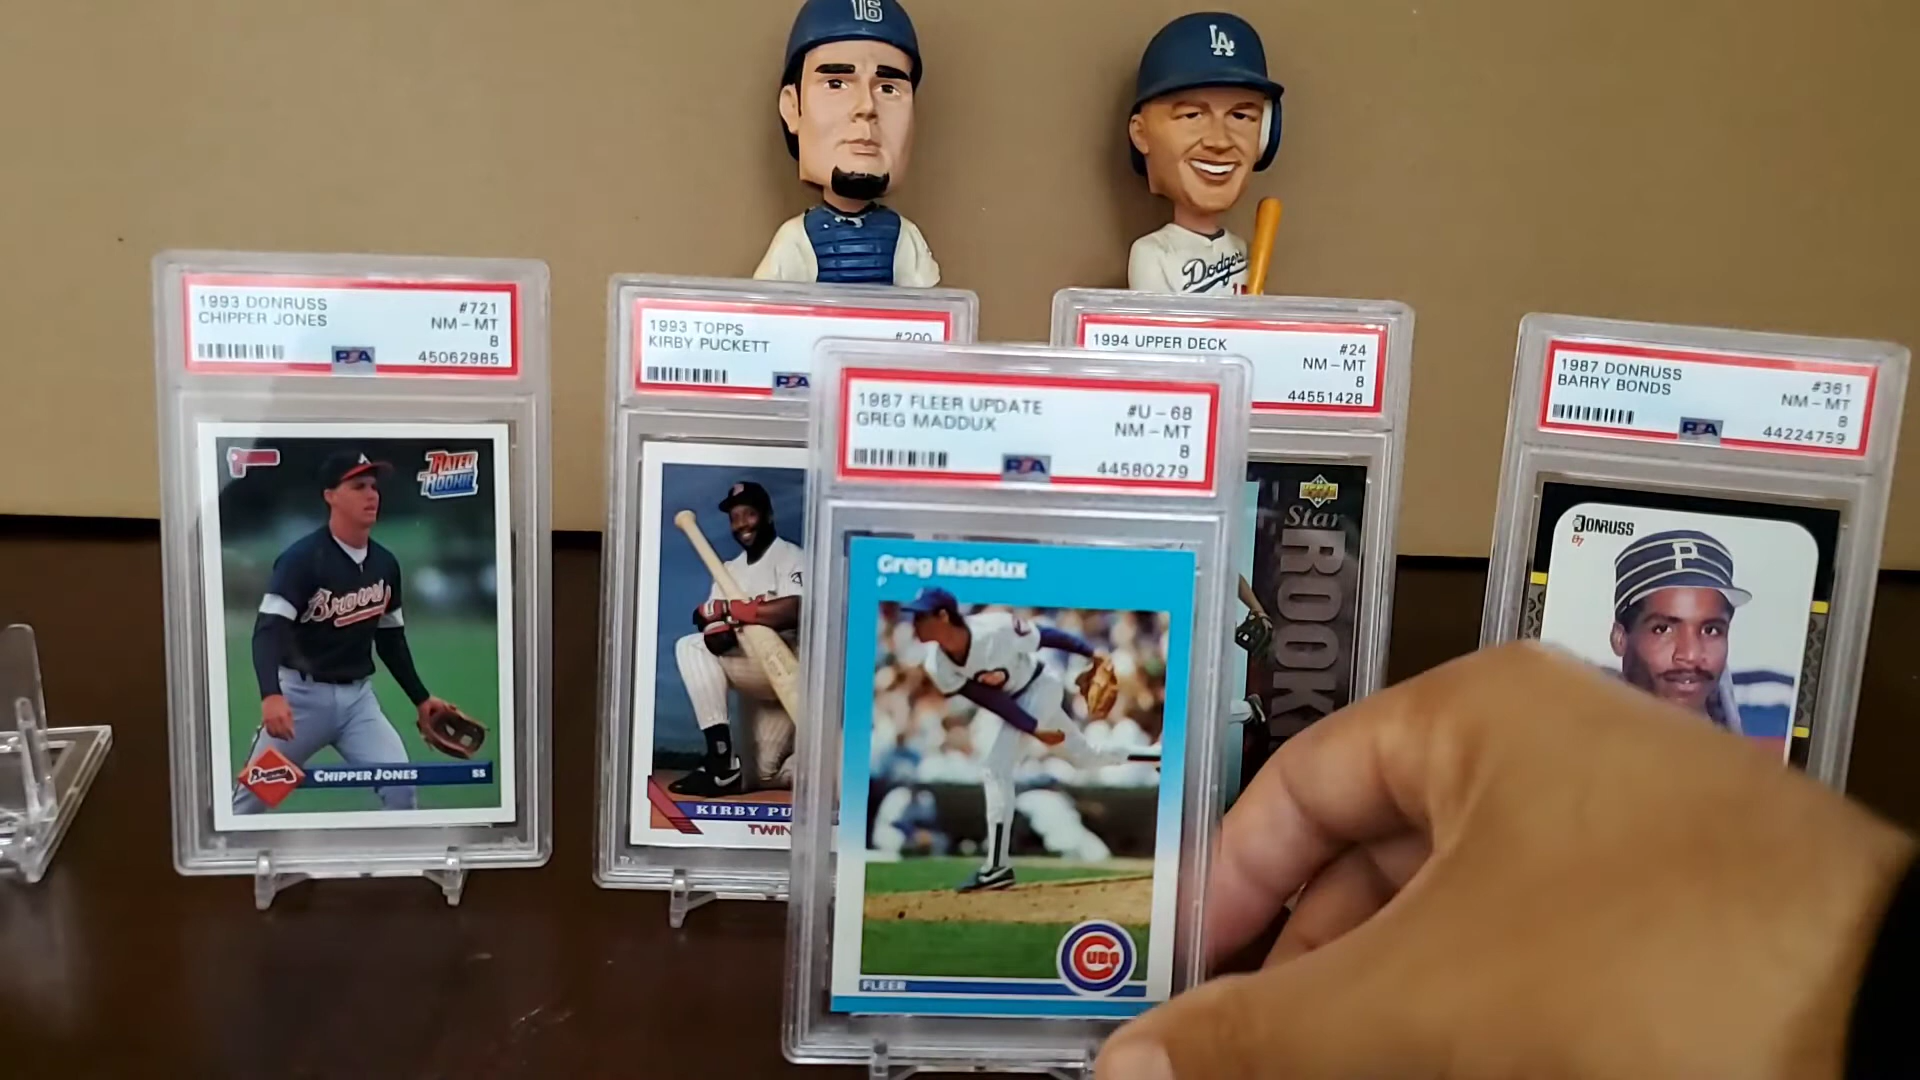 16
LA
Dodgers
1993 DONRUSS
CHIPPER JONES
#721
NM - MT
8
45062985
PSA
RATED
ROOKIE
Braves
Braves
CHIPPER JONES
SS
1993 TOPPS
KIRBY PUCKETT
#200
PSA
KIRBY PU
TWIN
1987 FLEER UPDATE
GREG MADDUX
#U - 68
NM - MT
8
44580279
PSA
Greg Maddux
P
CUBS
FLEER
1994 UPPER DECK
#24
NM-MT
8
44551428
UPPER
DECK
Star
ROOK
1987 DONRUSS
BARRY BONDS
#361
NM-MT
8
44224759
PSA
DONRUSS
87
P